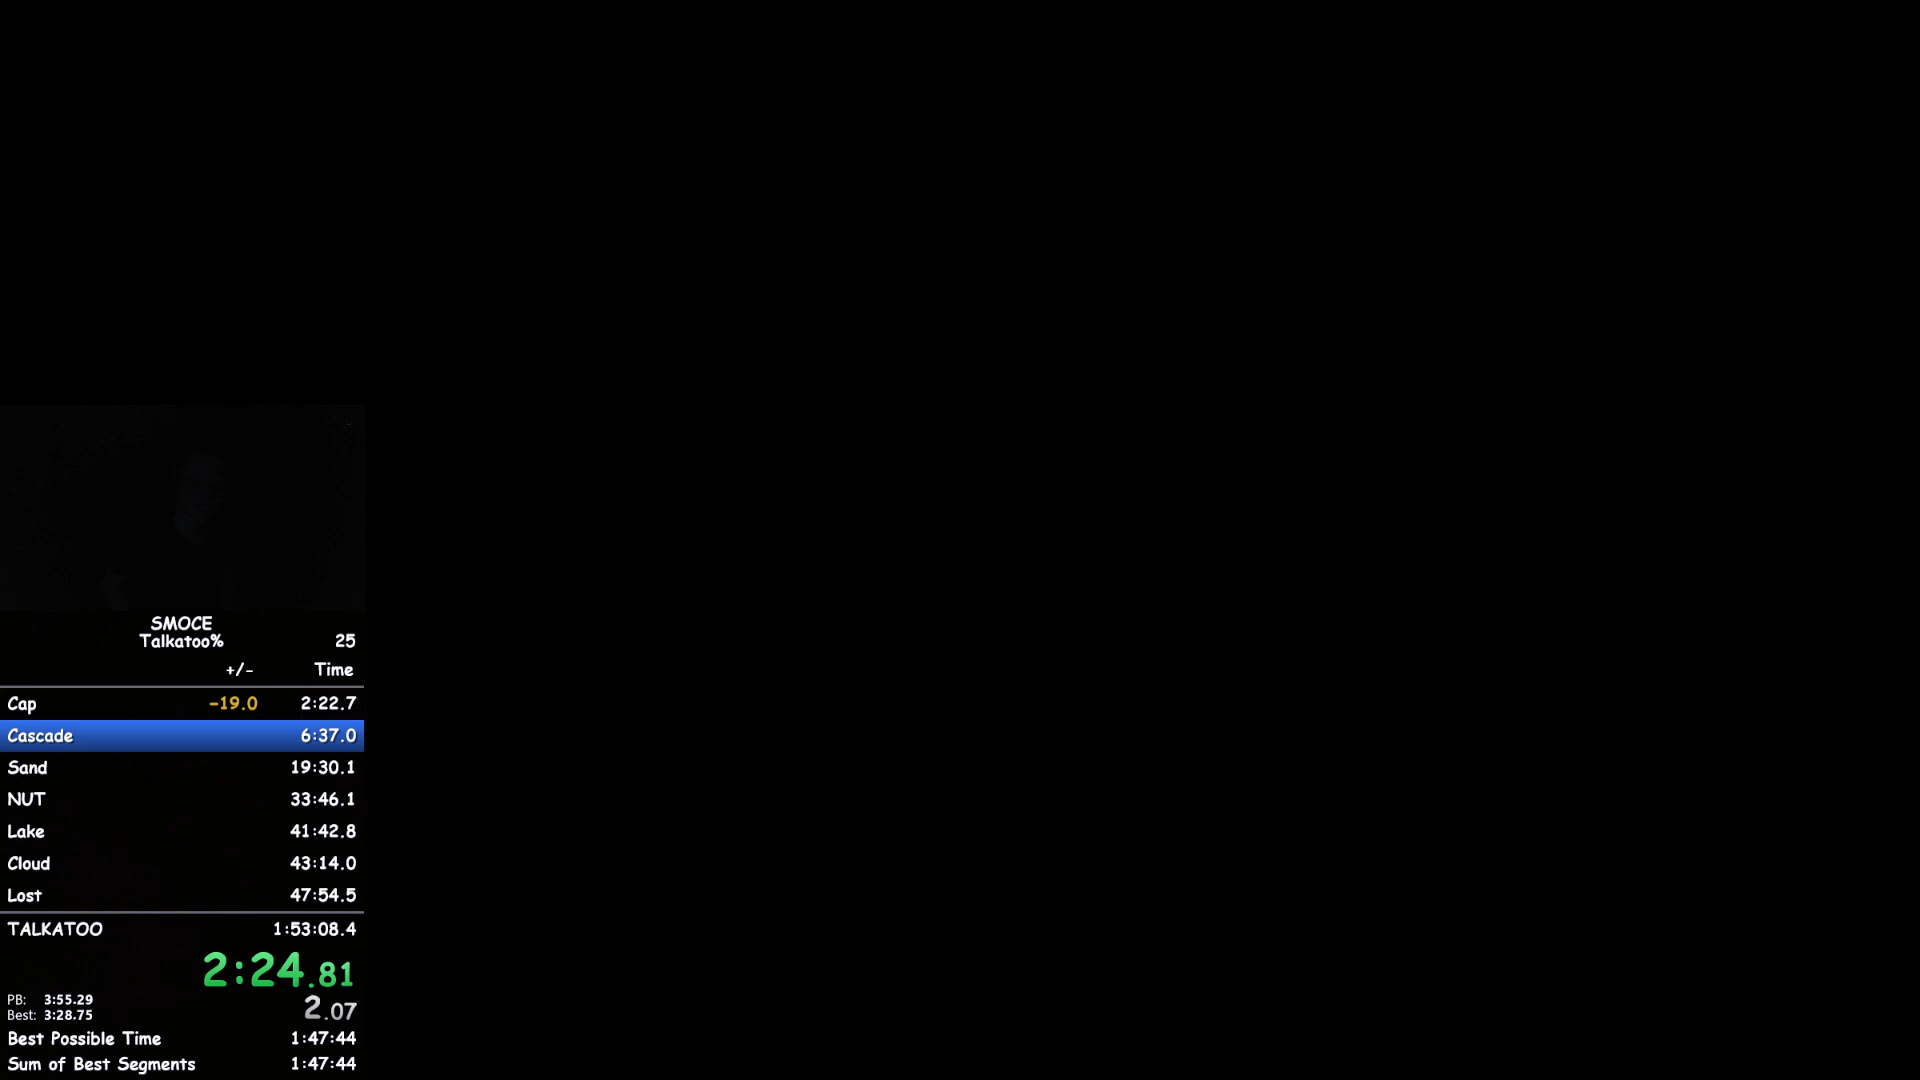 SMOCE
Talkatoo% 25
+/- Time
Cap -19.0 2:22.7
Cascade 6:37.0
Sand 19:30.1
NUT 33:46.1
Lake 41:42.8
Cloud 43:14.0
Lost 47:54.5
TALKATOO 1:53:08.4
2:24.81
PB: 3:55.29 2.07
Best: 3:28.75
Best Possible Time 1:47:44
Sum of Best Segments 1:47:44